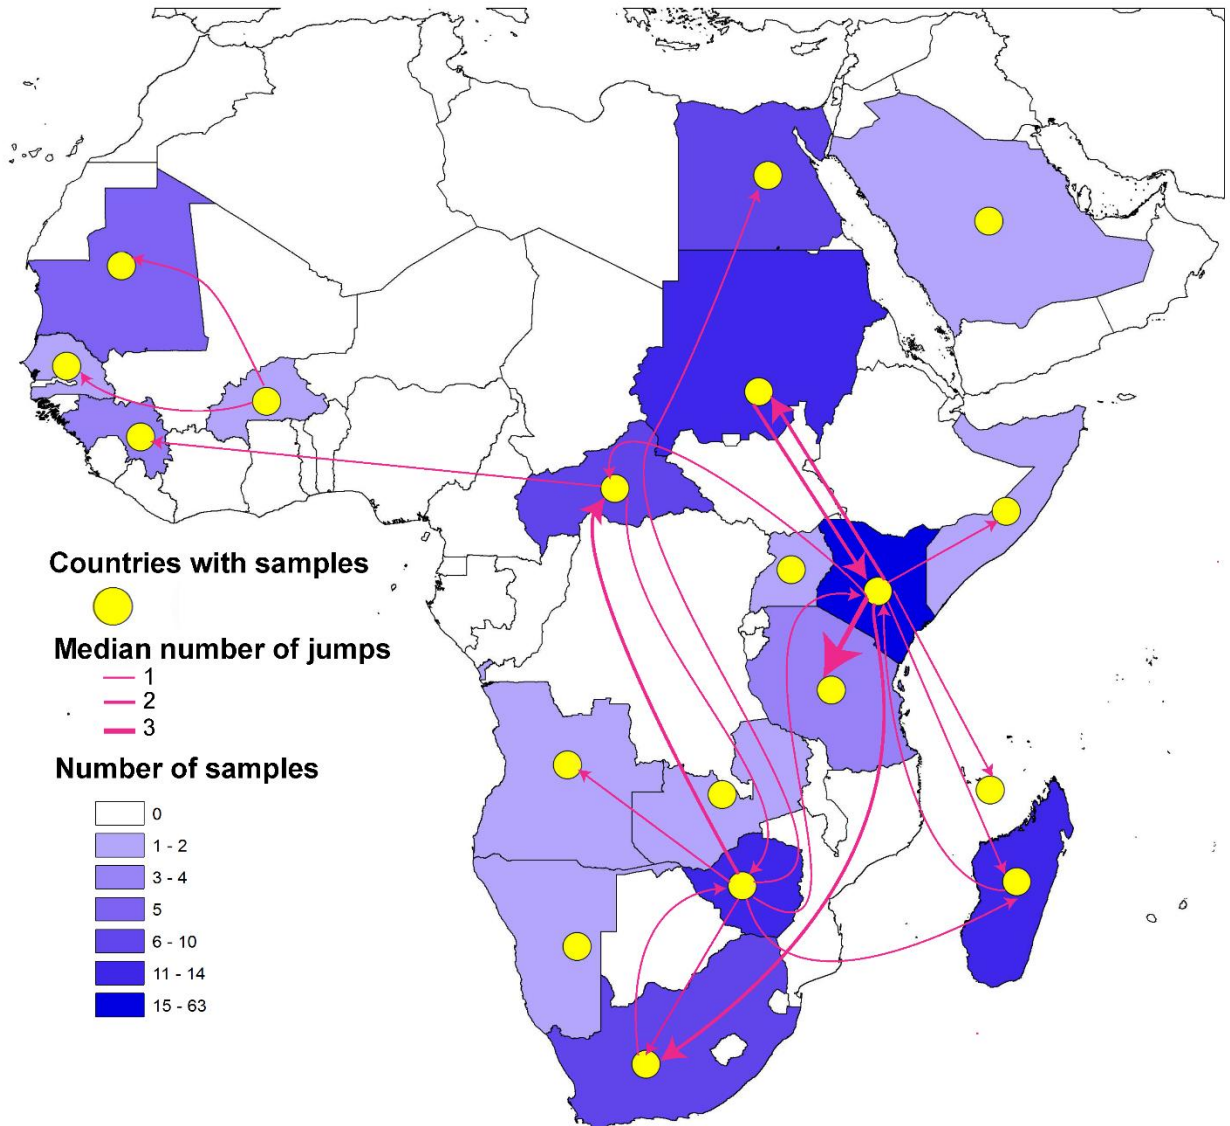 Countries with samples
Median number of jumps
1
2
3
Number of samples
0
1 - 2
3 - 4
5
6 - 10
11 - 14
15 - 63